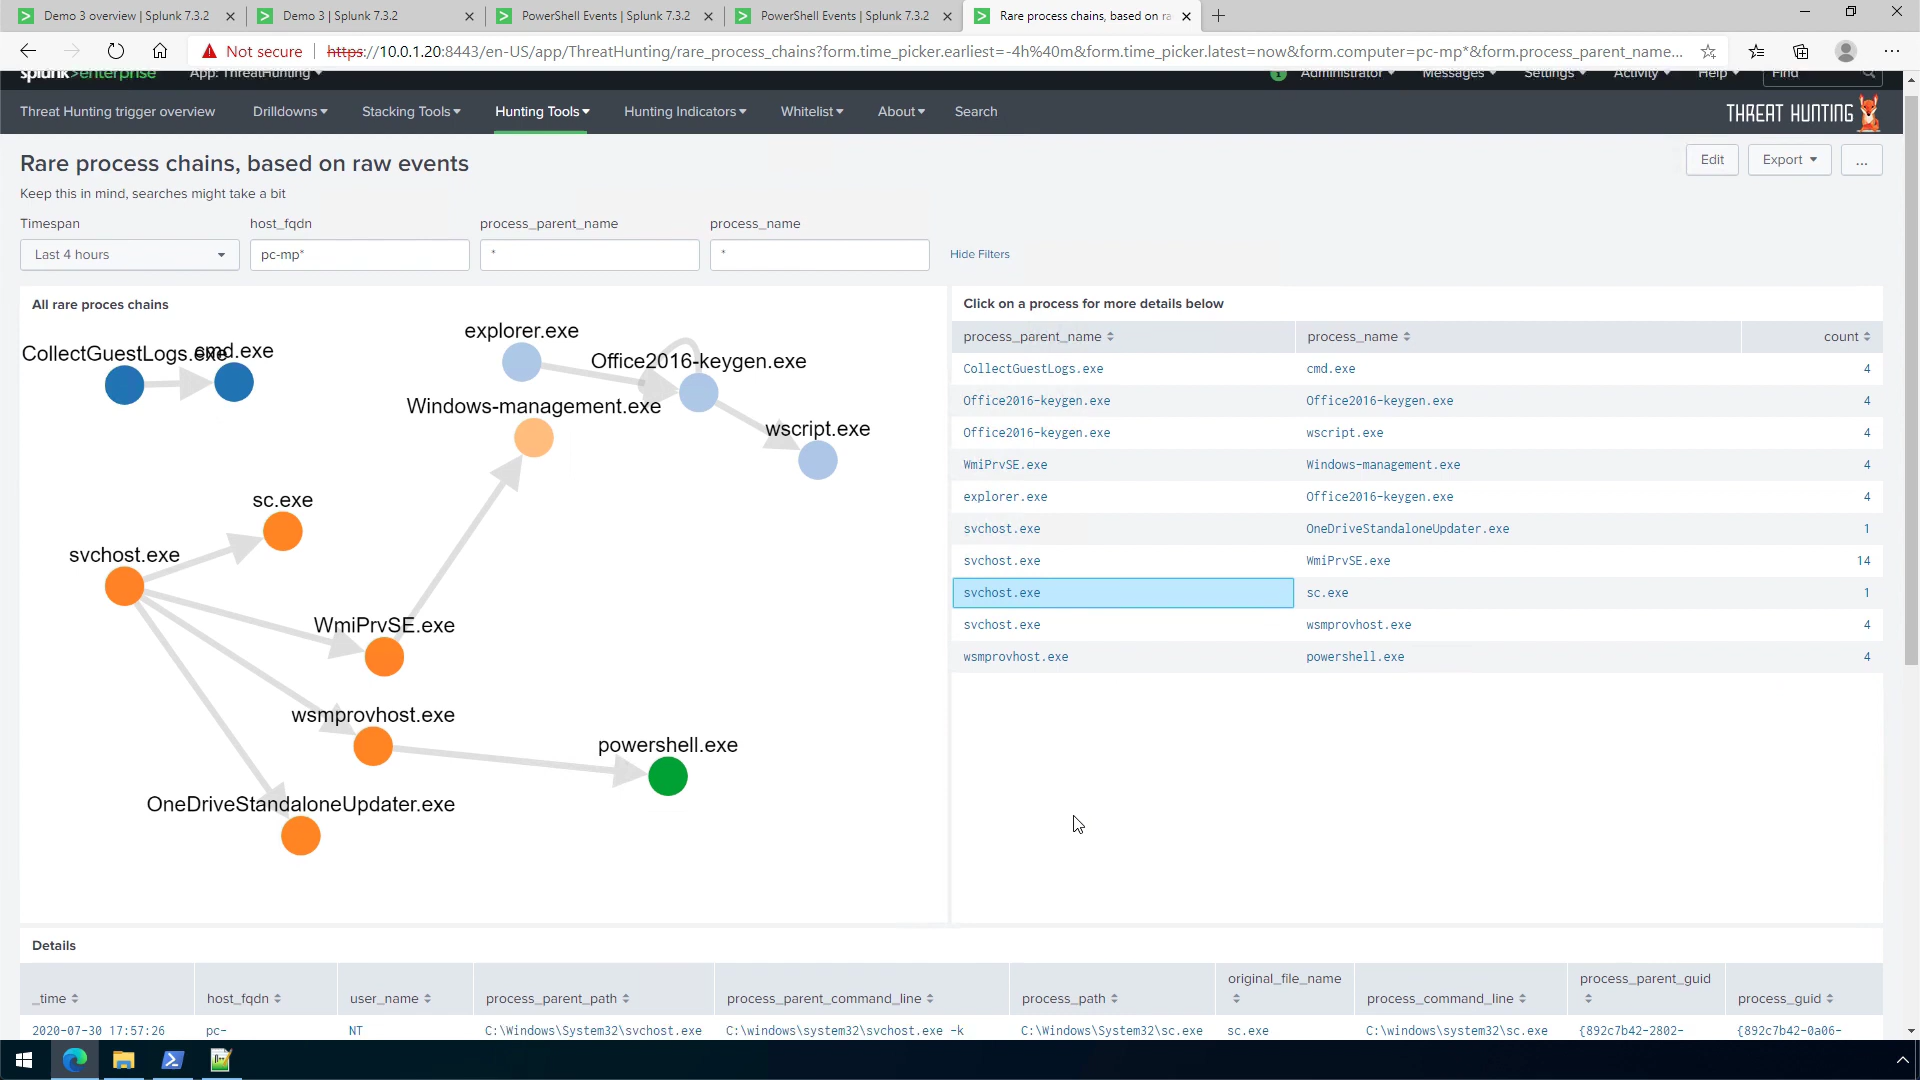 Demo 3 overview | Splunk 7.3.2
Demo 3 | Splunk 7.3.2
PowerShell Events | Splunk 7.3.2
PowerShell Events | Splunk 7.3.2
Rare process chains, based on ra
Not secure
https://10.0.1.20:8443/en-US/app/ThreatHunting/rare_process_chains?form.time_picker.earliest=-4h%40m&form.time_picker.latest=now&form.computer=pc-mp*&form.process_parent_name...
splunk>enterprise App: ThreatHunting
Administrator Messages Settings Activity Help Find
Threat Hunting trigger overview Drilldowns Stacking Tools Hunting Tools Hunting Indicators Whitelist About Search
THREAT HUNTING
Rare process chains, based on raw events
Edit Export ...
Keep this in mind, searches might take a bit
Timespan host_fqdn process_parent_name process_name
Last 4 hours pc-mp* * * Hide Filters
All rare proces chains
CollectGuestLogs.exe
cmd.exe
explorer.exe
Office2016-keygen.exe
Windows-management.exe
wscript.exe
sc.exe
svchost.exe
WmiPrvSE.exe
wsmprovhost.exe
powershell.exe
OneDriveStandaloneUpdater.exe
Click on a process for more details below
process_parent_name process_name count
CollectGuestLogs.exe cmd.exe 4
Office2016-keygen.exe Office2016-keygen.exe 4
Office2016-keygen.exe wscript.exe 4
WmiPrvSE.exe Windows-management.exe 4
explorer.exe Office2016-keygen.exe 4
svchost.exe OneDriveStandaloneUpdater.exe 1
svchost.exe WmiPrvSE.exe 14
svchost.exe sc.exe 1
svchost.exe wsmprovhost.exe 4
wsmprovhost.exe powershell.exe 4
Details
_time host_fqdn user_name process_parent_path process_parent_command_line process_path original_file_name process_command_line process_parent_guid process_guid
2020-07-30 17:57:26 pc- NT C:\Windows\System32\svchost.exe C:\windows\system32\svchost.exe -k C:\Windows\System32\sc.exe sc.exe C:\windows\system32\sc.exe {892c7b42-2802- {892c7b42-0a06-